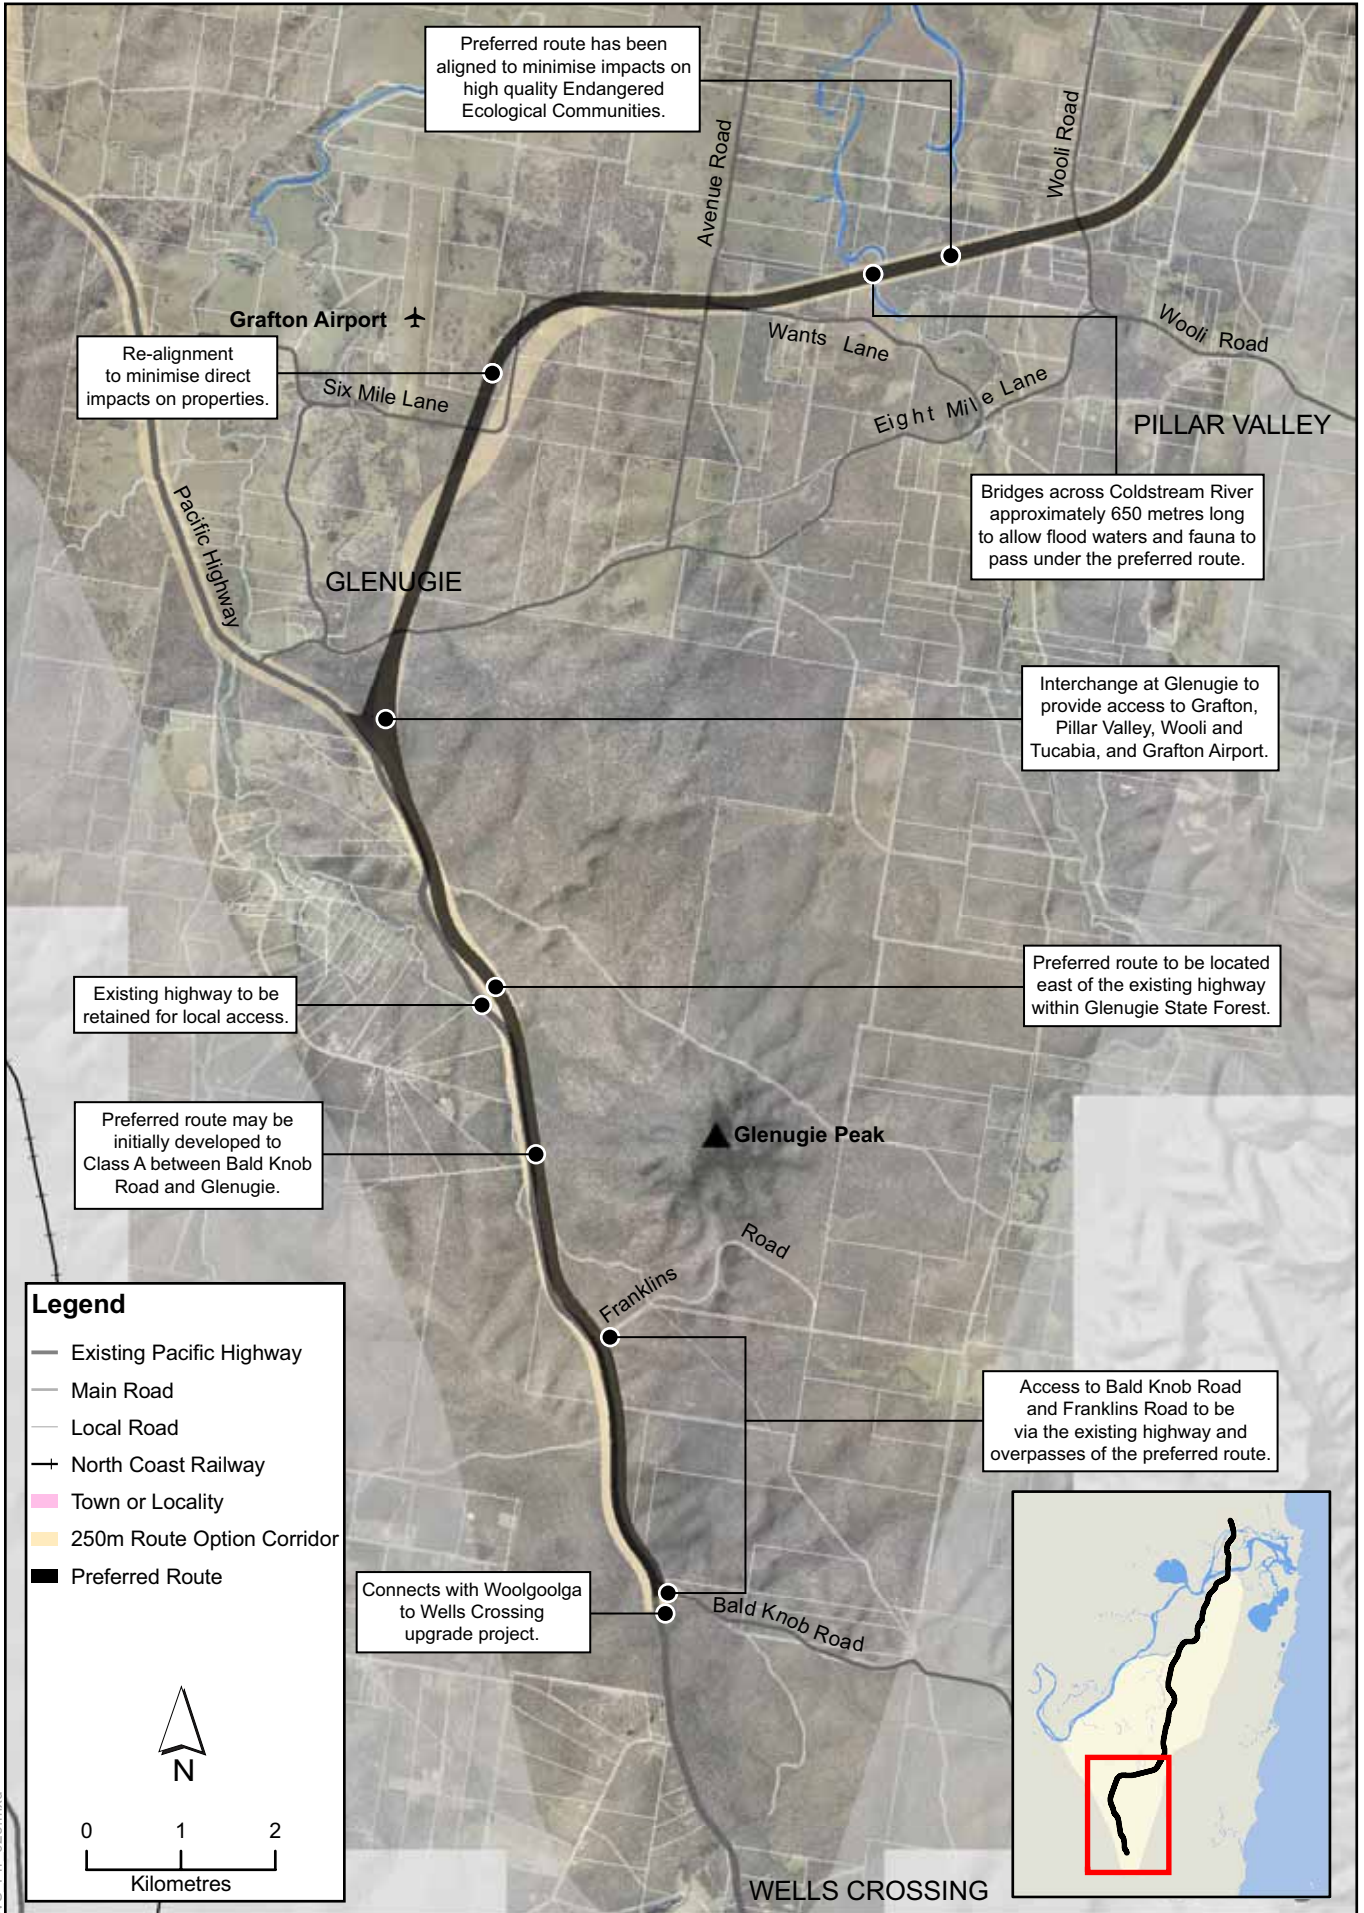 Preferred route has been
aligned to minimise impacts on
high quality Endangered
Ecological Communities.
Avenue Road
Wooli Road
Grafton Airport
Re-alignment
to minimise direct
impacts on properties.
Six Mile Lane
Wants Lane
Wooli Road
Eight Mile Lane
PILLAR VALLEY
Pacific Highway
Bridges across Coldstream River
approximately 650 metres long
to allow flood waters and fauna to
pass under the preferred route.
GLENUGIE
Interchange at Glenugie to
provide access to Grafton,
Pillar Valley, Wooli and
Tucabia, and Grafton Airport.
Existing highway to be
retained for local access.
Preferred route to be located
east of the existing highway
within Glenugie State Forest.
Preferred route may be
initially developed to
Class A between Bald Knob
Road and Glenugie.
Glenugie Peak
Franklins Road
Access to Bald Knob Road
and Franklins Road to be
via the existing highway and
overpasses of the preferred route.
Connects with Woolgoolga
to Wells Crossing
upgrade project.
Bald Knob Road
WELLS CROSSING
Legend
Existing Pacific Highway
Main Road
Local Road
North Coast Railway
Town or Locality
250m Route Option Corridor
Preferred Route
N
0 1 2
Kilometres